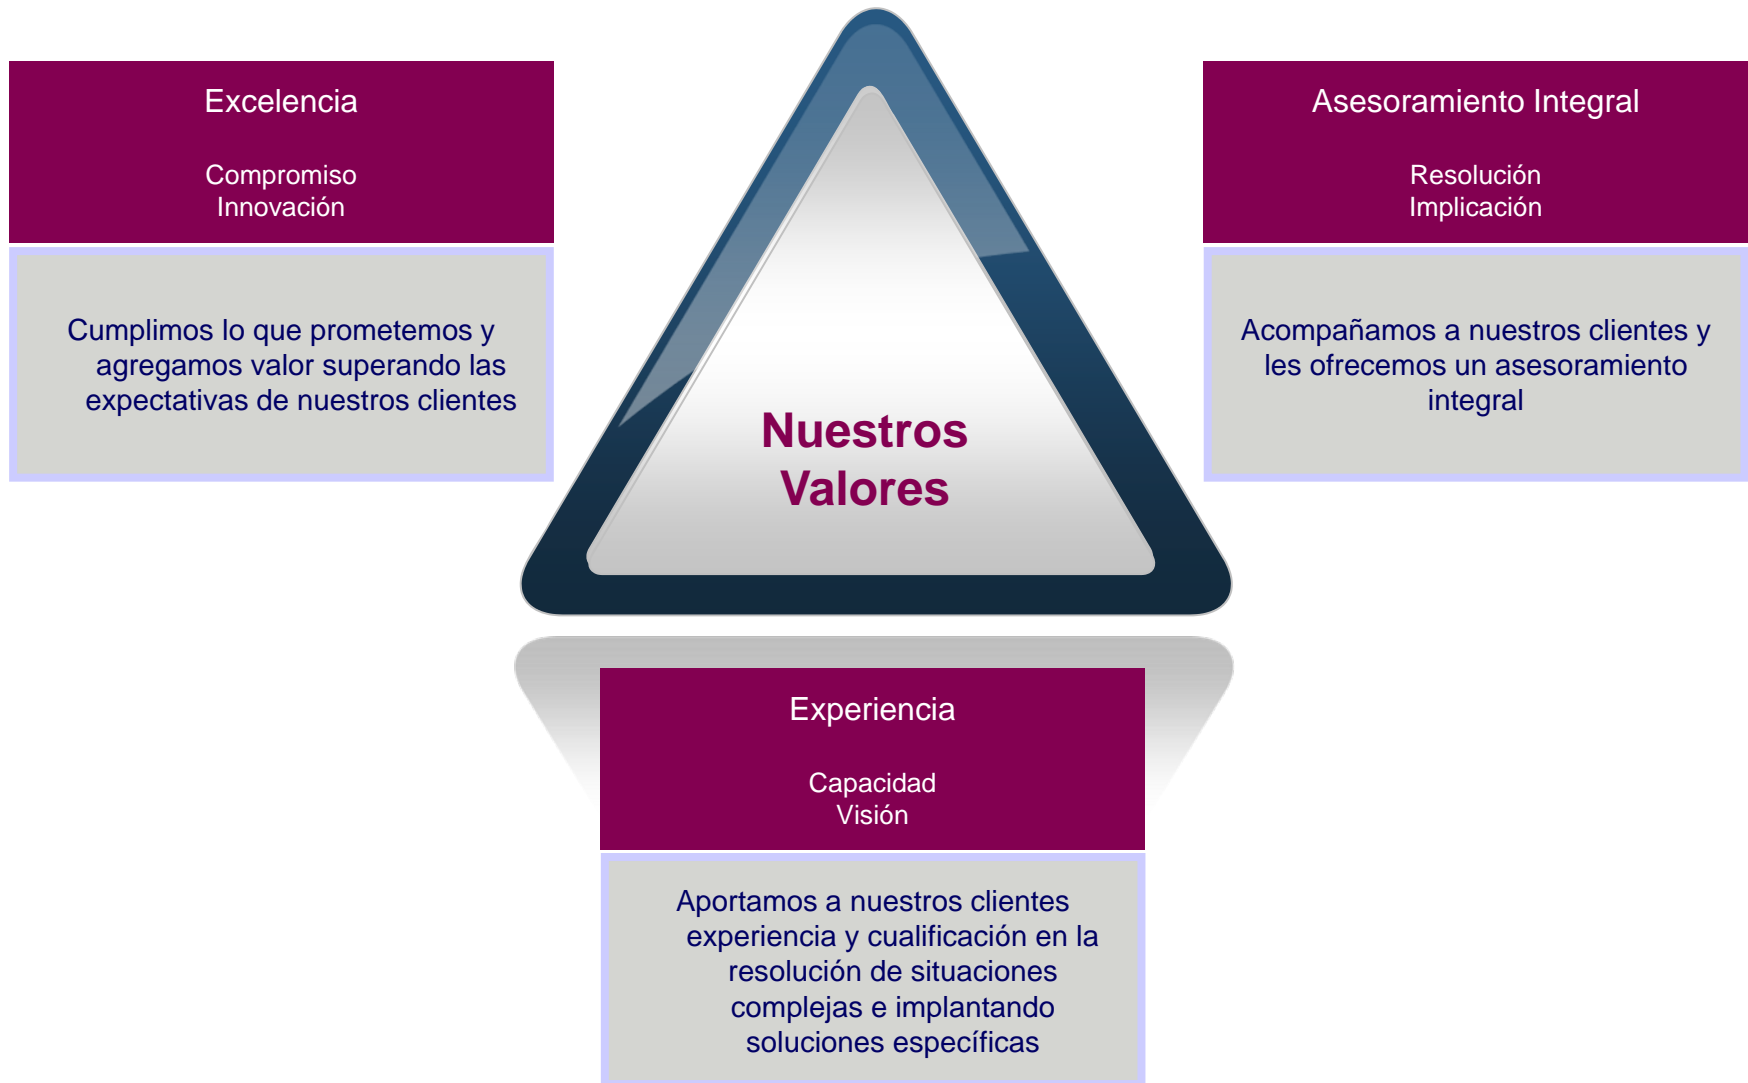 Excelencia
Compromiso
Innovación
Cumplimos lo que prometemos y
agregamos valor superando las
expectativas de nuestros clientes
Nuestros
Valores
Asesoramiento Integral
Resolución
Implicación
Acompañamos a nuestros clientes y
les ofrecemos un asesoramiento
integral
Experiencia
Capacidad
Visión
Aportamos a nuestros clientes
experiencia y cualificación en la
resolución de situaciones
complejas e implantando
soluciones específicas